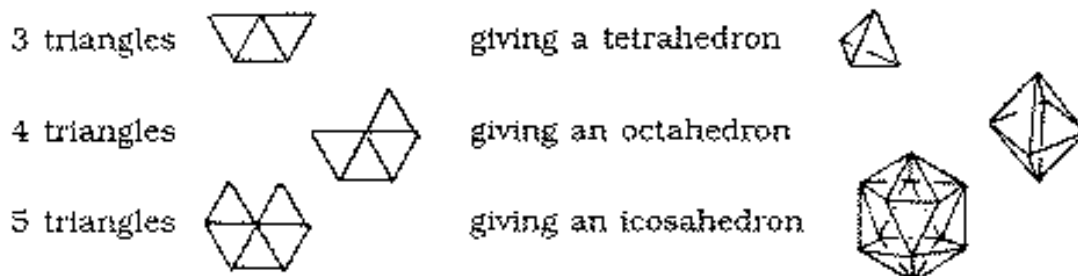 3 triangles giving a tetrahedron
4 triangles giving an octahedron
5 triangles giving an icosahedron